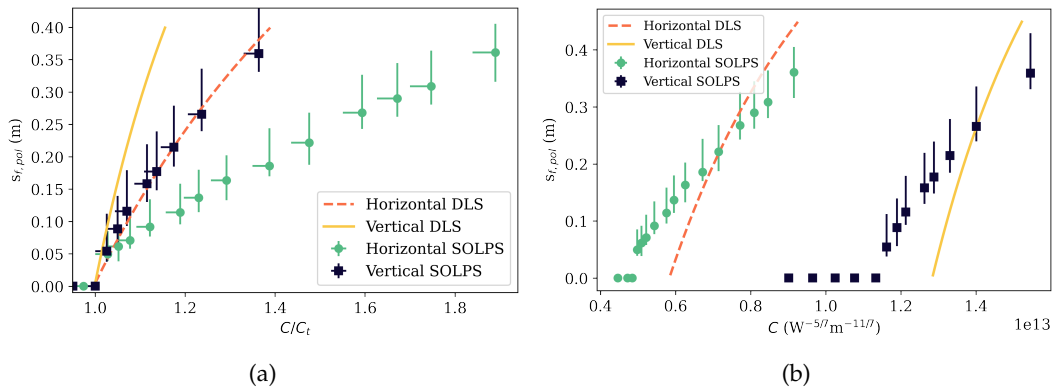 0.40
0.35
0.30
0.25
0.20
0.15
0.10
0.05
0.00
s_{f, pol} (m)
1.0 1.2 1.4 1.6 1.8
C/C_t
Horizontal DLS
Vertical DLS
Horizontal SOLPS
Vertical SOLPS
(a)
0.4
0.3
0.2
0.1
0.0
s_{f, pol} (m)
Horizontal DLS
Vertical DLS
Horizontal SOLPS
Vertical SOLPS
0.4 0.6 0.8 1.0 1.2 1.4
C (W^{-5/7}m^{-11/7})
1e13
(b)